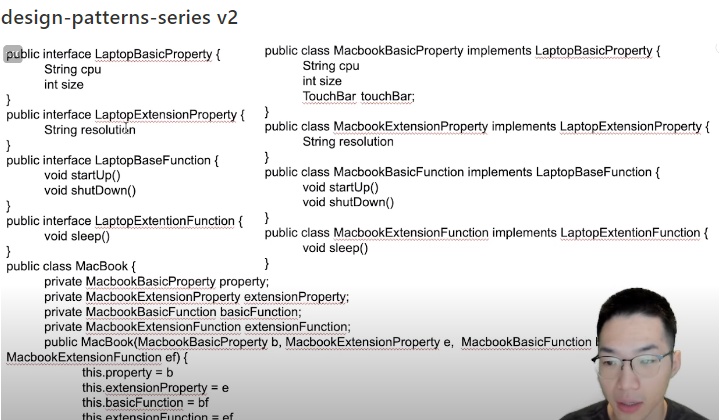 design-patterns-series v2
public interface LaptopBasicProperty {
String cpu
int size
}
public interface LaptopExtensionProperty {
String resolution
}
public interface LaptopBaseFunction {
void startUp()
void shutDown()
}
public interface LaptopExtentionFunction {
void sleep()
}
public class MacBook {
private MacbookBasicProperty property;
private MacbookExtensionProperty extensionProperty;
private MacbookBasicFunction basicFunction;
private MacbookExtensionFunction extensionFunction;
public MacBook(MacbookBasicProperty b, MacbookExtensionProperty e, MacbookBasicFunction
MacbookExtensionFunction ef) {
this.property = b
this.extensionProperty = e
this.basicFunction = bf
this.extensionFunction = ef
public class MacbookBasicProperty implements LaptopBasicProperty {
String cpu
int size
TouchBar touchBar;
}
public class MacbookExtensionProperty implements LaptopExtensionProperty {
String resolution
}
public class MacbookBasicFunction implements LaptopBaseFunction {
void startUp()
void shutDown()
}
public class MacbookExtensionFunction implements LaptopExtentionFunction {
void sleep()
}